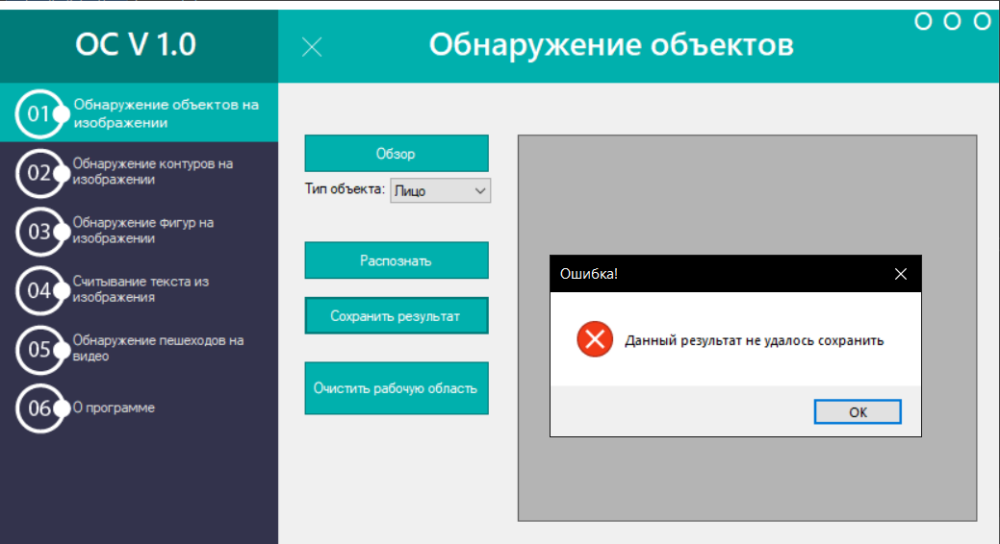 OC V 1.0
Обнаружение объектов
01
Обнаружение объектов на
изображении
02
Обнаружение контуров на
изображении
03
Обнаружение фигур на
изображении
04
Считывание текста из
изображения
05
Обнаружение пешеходов на
видео
06
О программе
Обзор
Тип объекта: Лицо
Распознать
Сохранить результат
Очистить рабочую область
Ошибка!
Данный результат не удалось сохранить
ОК